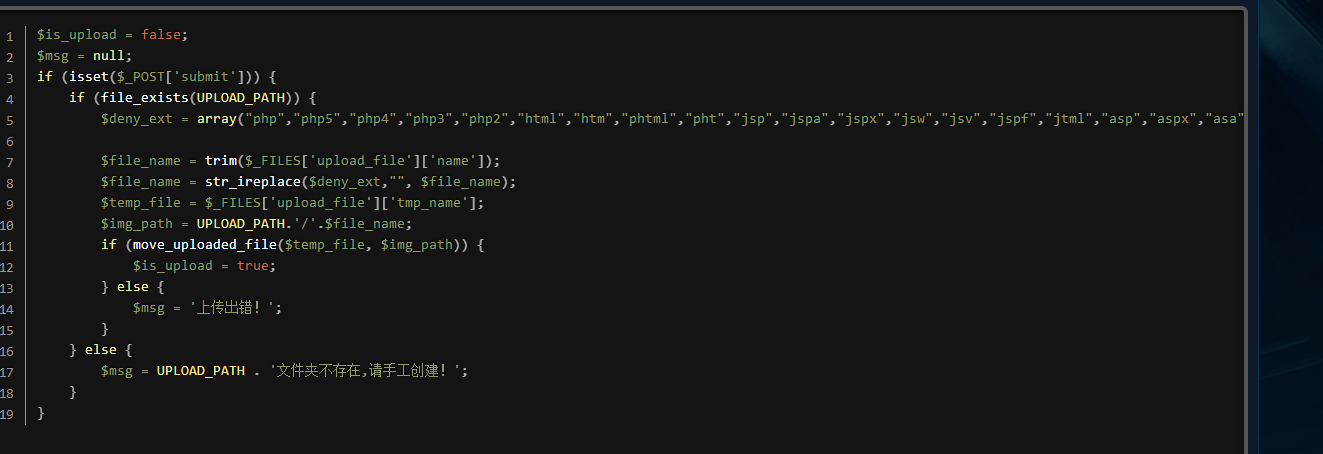 1 $is_upload = false;
2 $msg = null;
3 if (isset($_POST['submit'])) {
4 if (file_exists(UPLOAD_PATH)) {
5 $deny_ext = array("php","php5","php4","php3","php2","html","htm","phtml","pht","jsp","jspa","jspx","jsw","jsv","jspf","jtml","asp","aspx","asa"
6
7 $file_name = trim($_FILES['upload_file']['name']);
8 $file_name = str_ireplace($deny_ext,"", $file_name);
9 $temp_file = $_FILES['upload_file']['tmp_name'];
10 $img_path = UPLOAD_PATH.'/'.$file_name;
11 if (move_uploaded_file($temp_file, $img_path)) {
12 $is_upload = true;
13 } else {
14 $msg = '上传出错！';
15 }
16 } else {
17 $msg = UPLOAD_PATH . '文件夹不存在,请手工创建！';
18 }
19 }